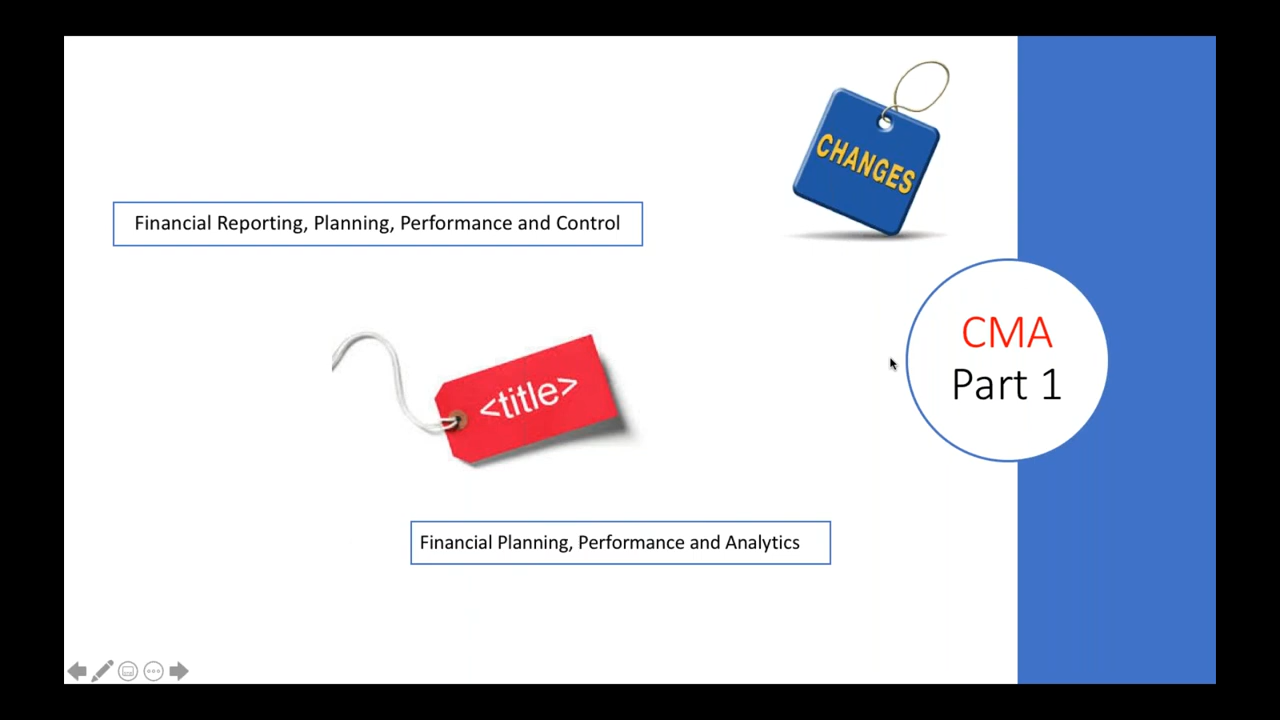 CHANGES
Financial Reporting, Planning, Performance and Control
CMA
Part 1
<title>
Financial Planning, Performance and Analytics